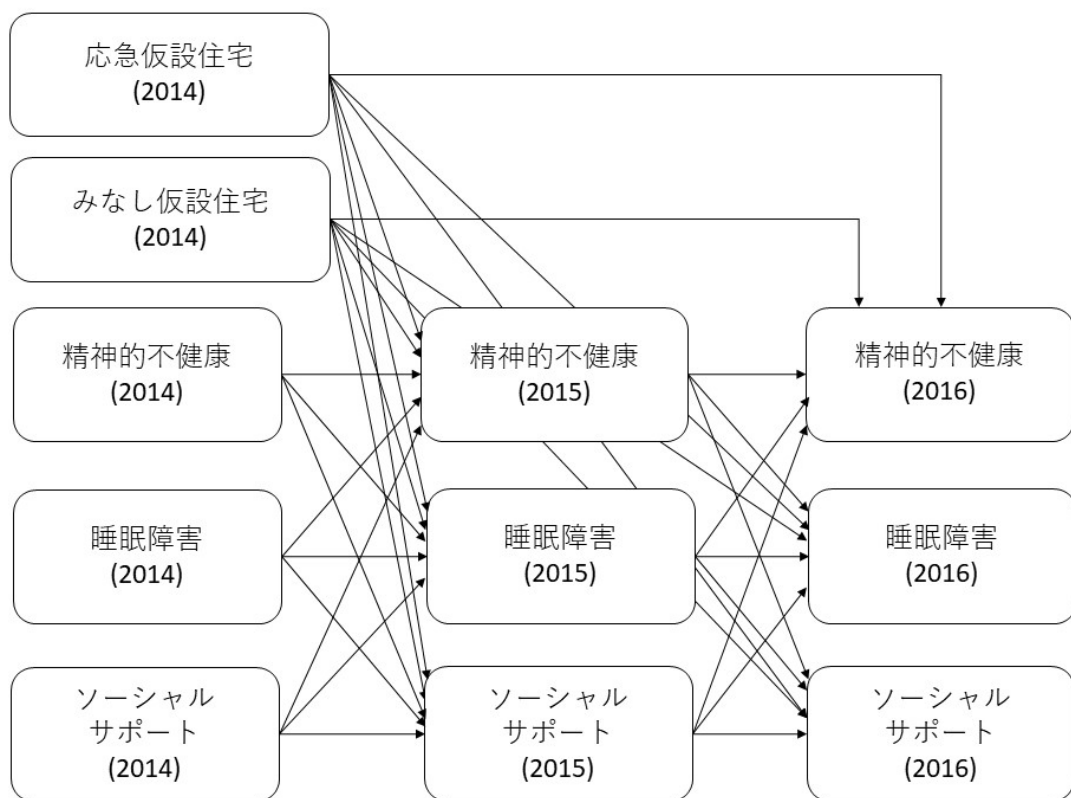 応急仮設住宅
(2014)
みなし仮設住宅
(2014)
精神的不健康
(2014)
精神的不健康
(2015)
精神的不健康
(2016)
睡眠障害
(2014)
睡眠障害
(2015)
睡眠障害
(2016)
ソーシャル
サポート
(2014)
ソーシャル
サポート
(2015)
ソーシャル
サポート
(2016)